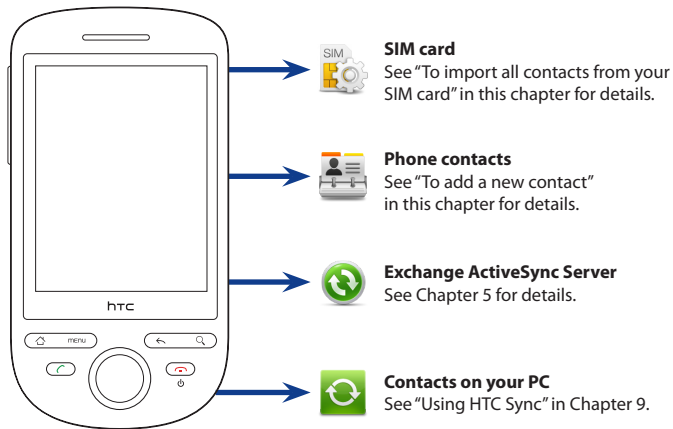 SIM
SIM card
See “To import all contacts from your
SIM card” in this chapter for details.
Phone contacts
See “To add a new contact”
in this chapter for details.
Exchange ActiveSync Server
See Chapter 5 for details.
hTC
MENU
Contacts on your PC
See “Using HTC Sync” in Chapter 9.